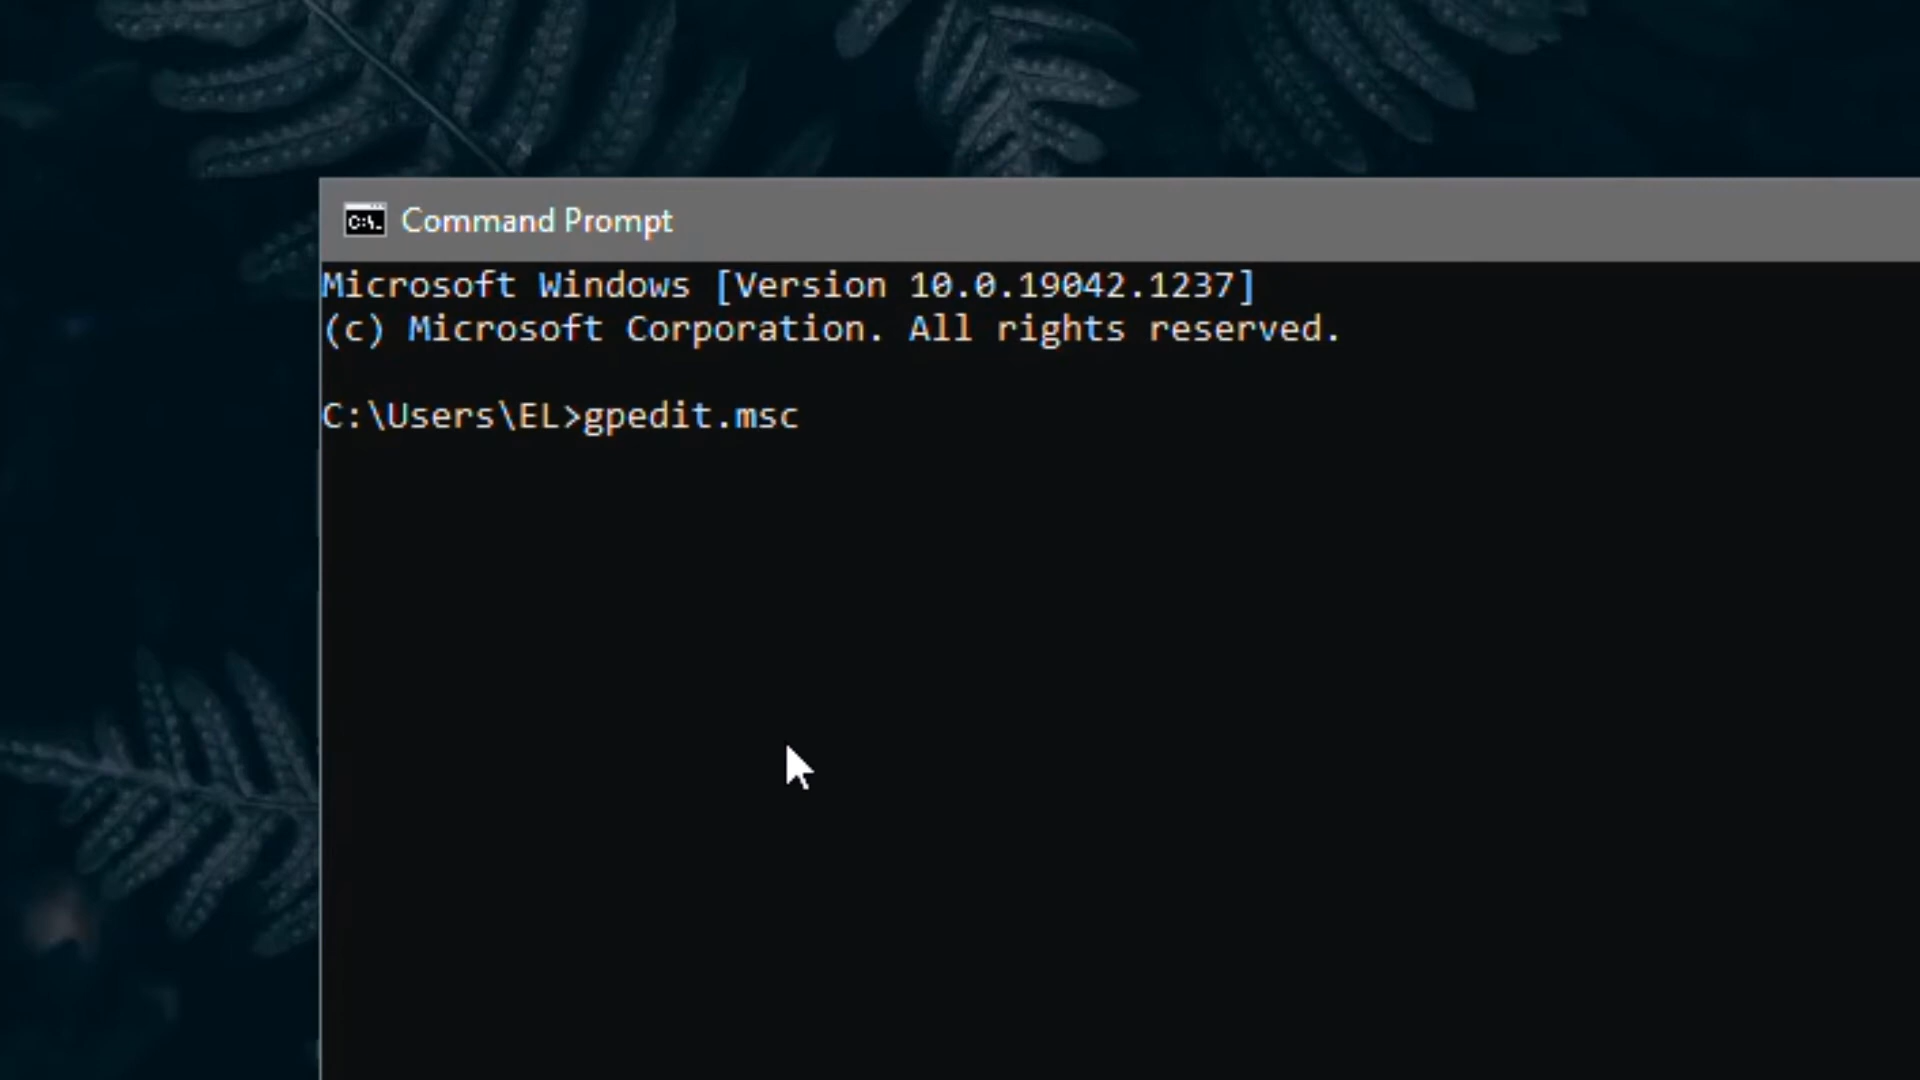 C:\.
Command Prompt
Microsoft Windows [Version 10.0.19042.1237]
(c) Microsoft Corporation. All rights reserved.
C:\Users\EL>gpedit.msc